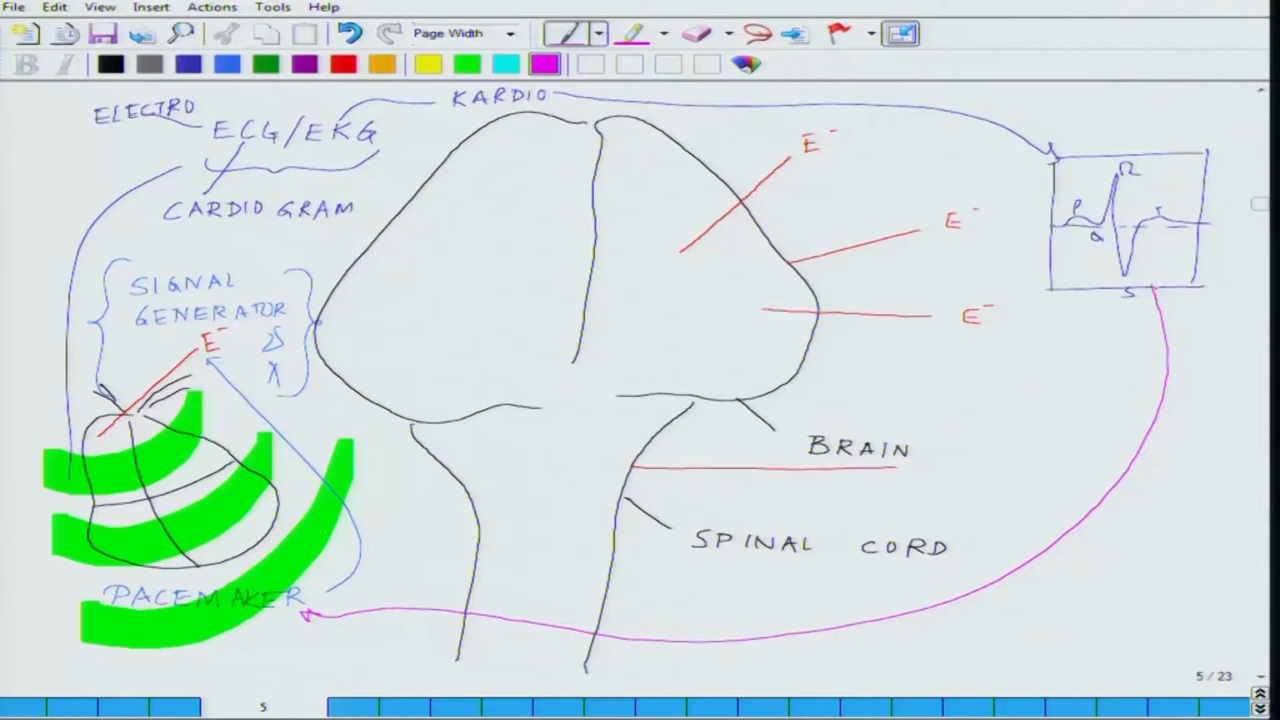 File Edit View Insert Actions Tools Help
Page Width
B I
ELECTRO
KARDIO
ECG/EKG
CARDIO GRAM
SIGNAL
GENERATOR
E⁻
E⁻
E⁻
E⁻
P
Q
R
S
T
BRAIN
SPINAL CORD
PACEMAKER
5 / 23
5